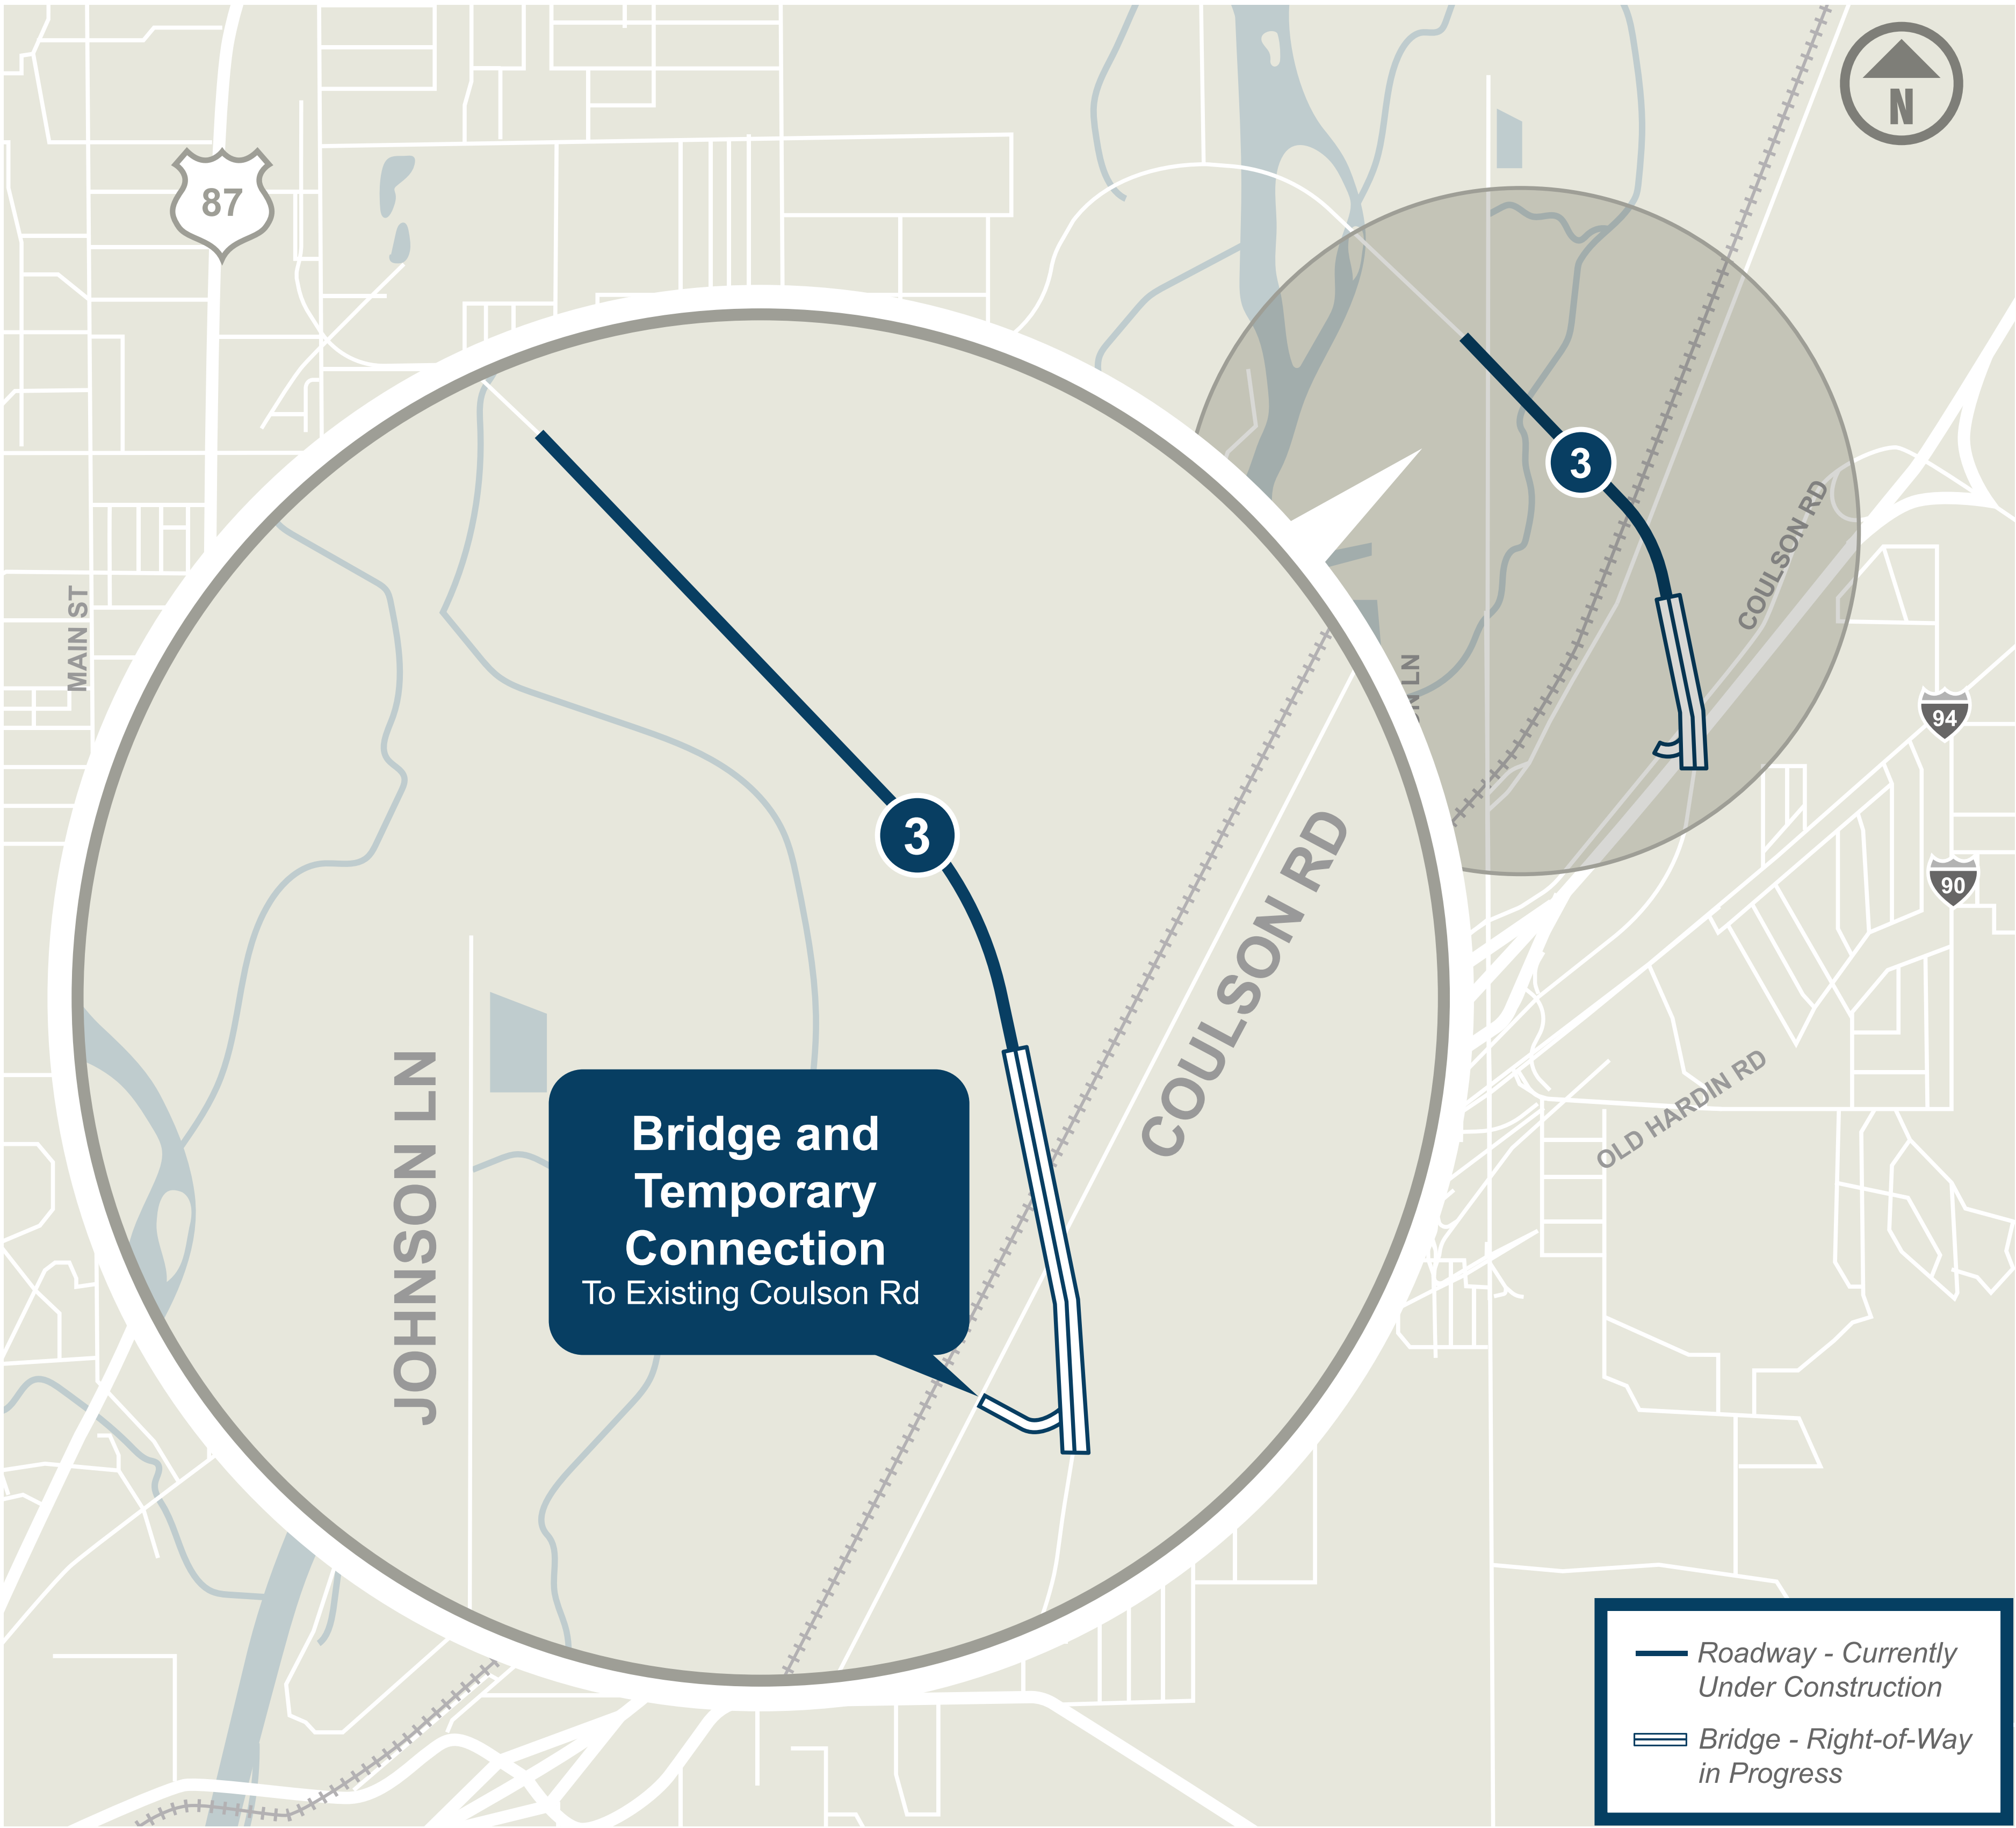 N
87
3
COULSON RD
MAIN ST
N LN
94
3
90
COULSON RD
JOHNSON LN
OLD HARDIN RD
Bridge and
Temporary
Connection
To Existing Coulson Rd
Roadway - Currently
Under Construction
Bridge - Right-of-Way
in Progress